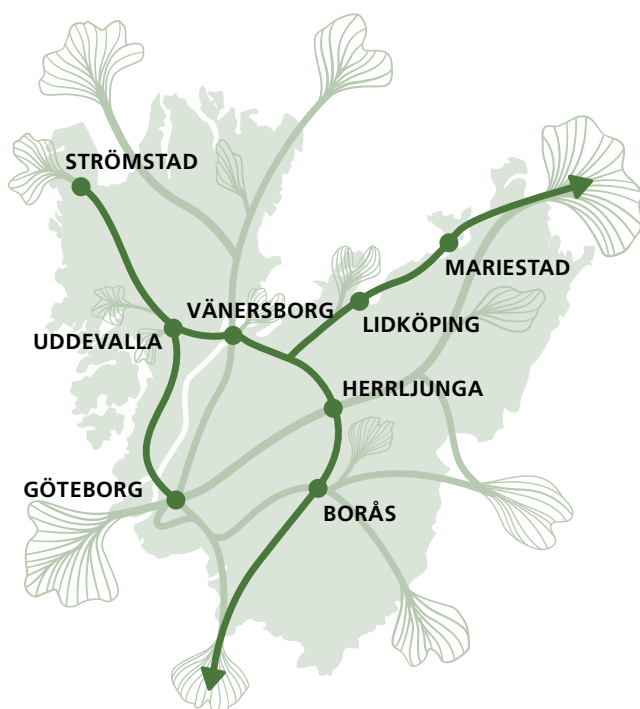 STRÖMSTAD
MARIESTAD
VÄNERSBORG
LIDKÖPING
UDDEVALLA
HERRLJUNGA
GÖTEBORG
BORÅS